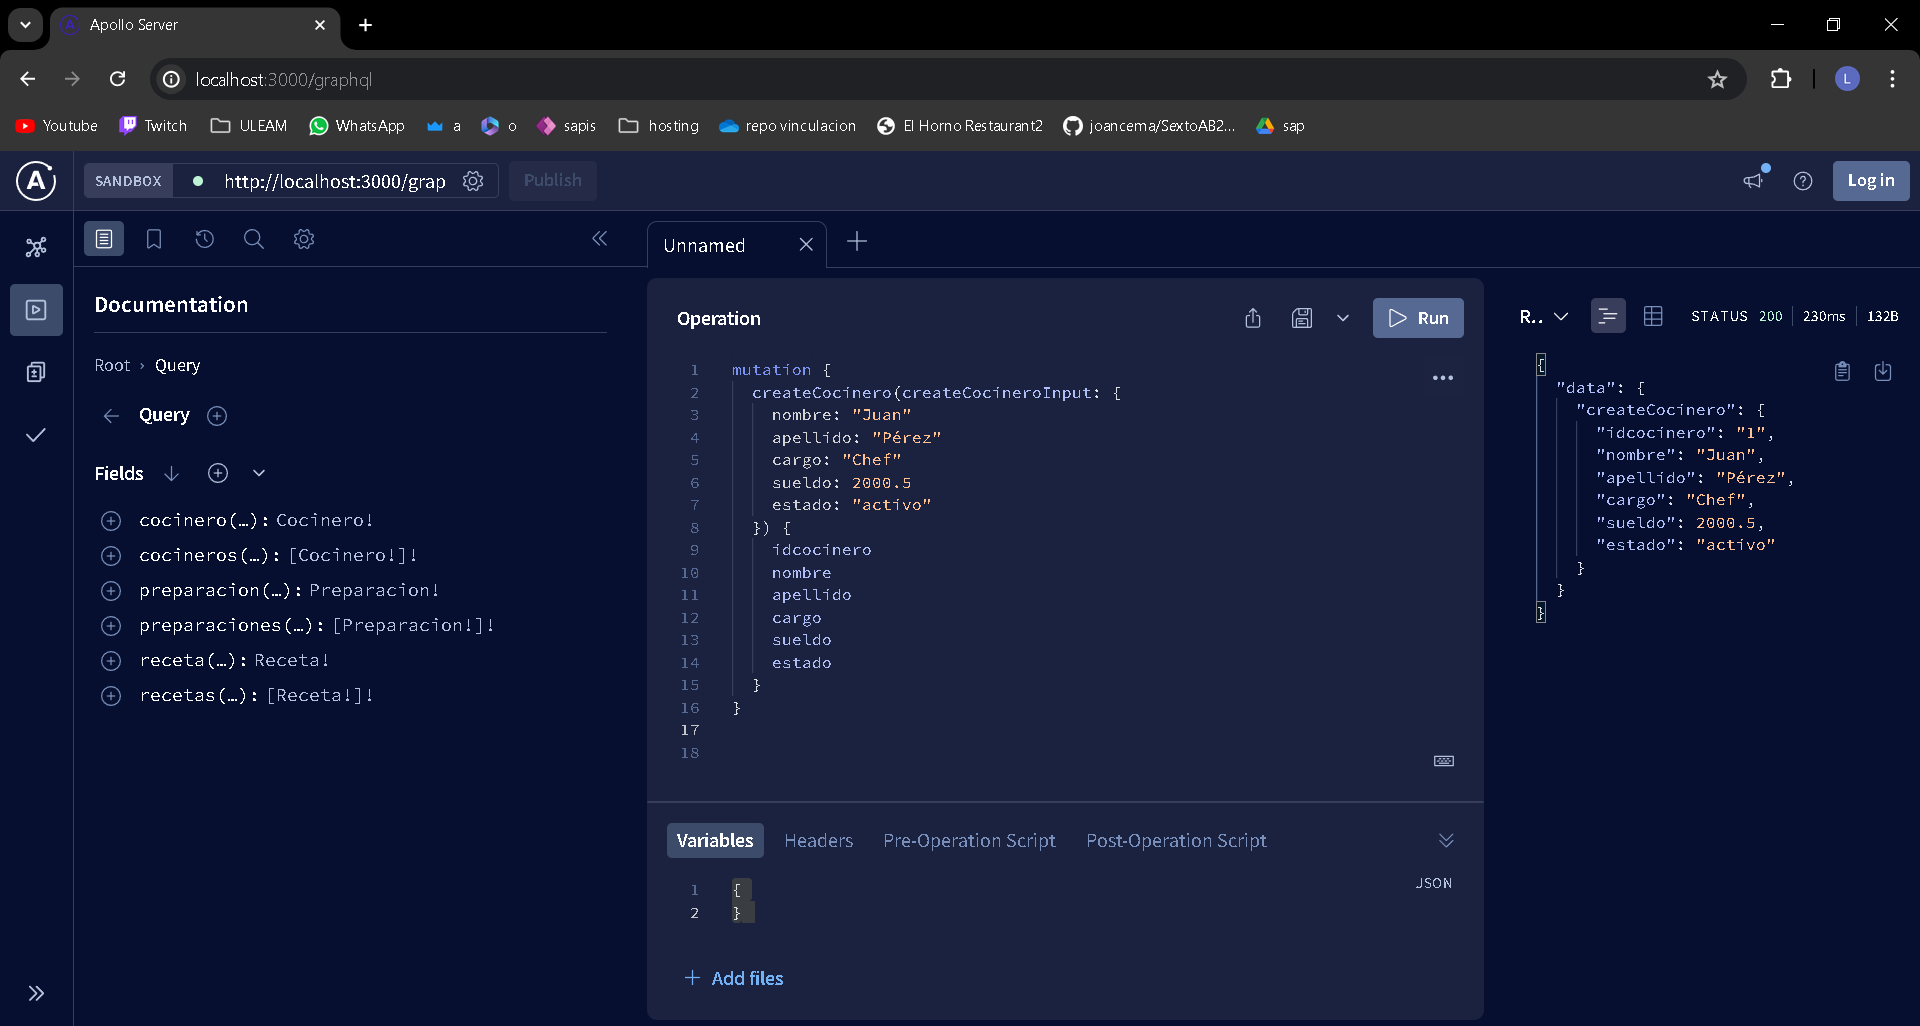 Apollo Server
localhost:3000/graphql
L
Youtube
Twitch
ULEAM
WhatsApp
a
o
sapis
hosting
repo vinculacion
El Horno Restaurant2
joancema/SextoAB2...
sap
A
SANDBOX
http://localhost:3000/grap
Publish
Log in
Unnamed
Documentation
Root › Query
Query
Fields
cocinero(…): Cocinero!
cocineros(…): [Cocinero!]!
preparacion(…): Preparacion!
preparaciones(…): [Preparacion!]!
receta(…): Receta!
recetas(…): [Receta!]!
Operation
Run
1 mutation {
2 createCocinero(createCocineroInput: {
3 nombre: "Juan"
4 apellido: "Pérez"
5 cargo: "Chef"
6 sueldo: 2000.5
7 estado: "activo"
8 }) {
9 idcocinero
10 nombre
11 apellido
12 cargo
13 sueldo
14 estado
15 }
16 }
17
18
Variables
Headers
Pre-Operation Script
Post-Operation Script
JSON
1 {
2 }
+ Add files
R..
STATUS 200
230ms
132B
{
"data": {
"createCocinero": {
"idcocinero": "1",
"nombre": "Juan",
"apellido": "Pérez",
"cargo": "Chef",
"sueldo": 2000.5,
"estado": "activo"
}
}
}